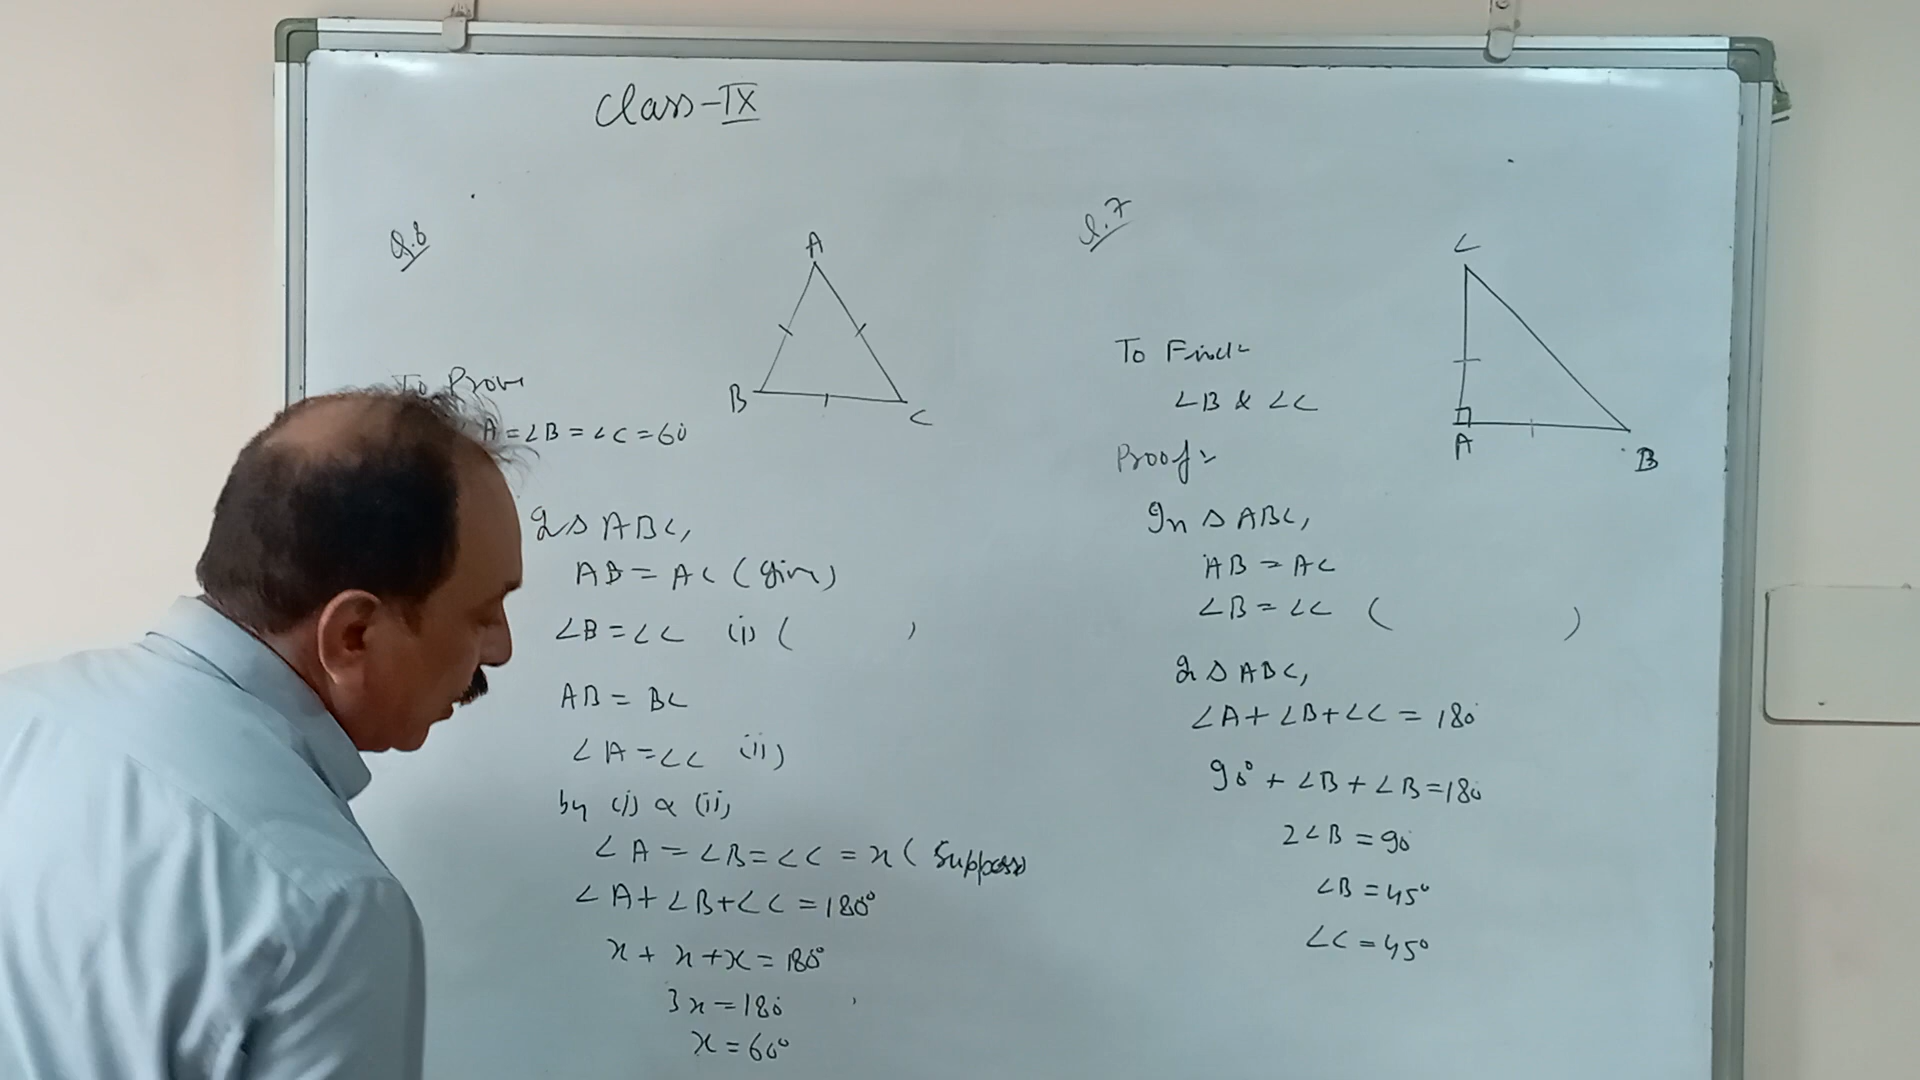 Class-IX
Q.8
A
B
C
To Prove
A=∠B=∠C=60°
In △ ABC,
AB = AC (given)
∠B = ∠C (i) ( )
AB = BC
∠A = ∠C (ii)
by (i) & (ii)
∠A = ∠B = ∠C = x ( Suppose
∠A + ∠B + ∠C = 180°
x + x + x = 180°
3x = 180°
x = 60°
Q.7
C
A
B
To Find:-
∠B & ∠C
Proof:-
In △ ABC,
AB = AC
∠B = ∠C ( )
In △ ABC,
∠A + ∠B + ∠C = 180°
90° + ∠B + ∠B = 180°
2∠B = 90°
∠B = 45°
∠C = 45°